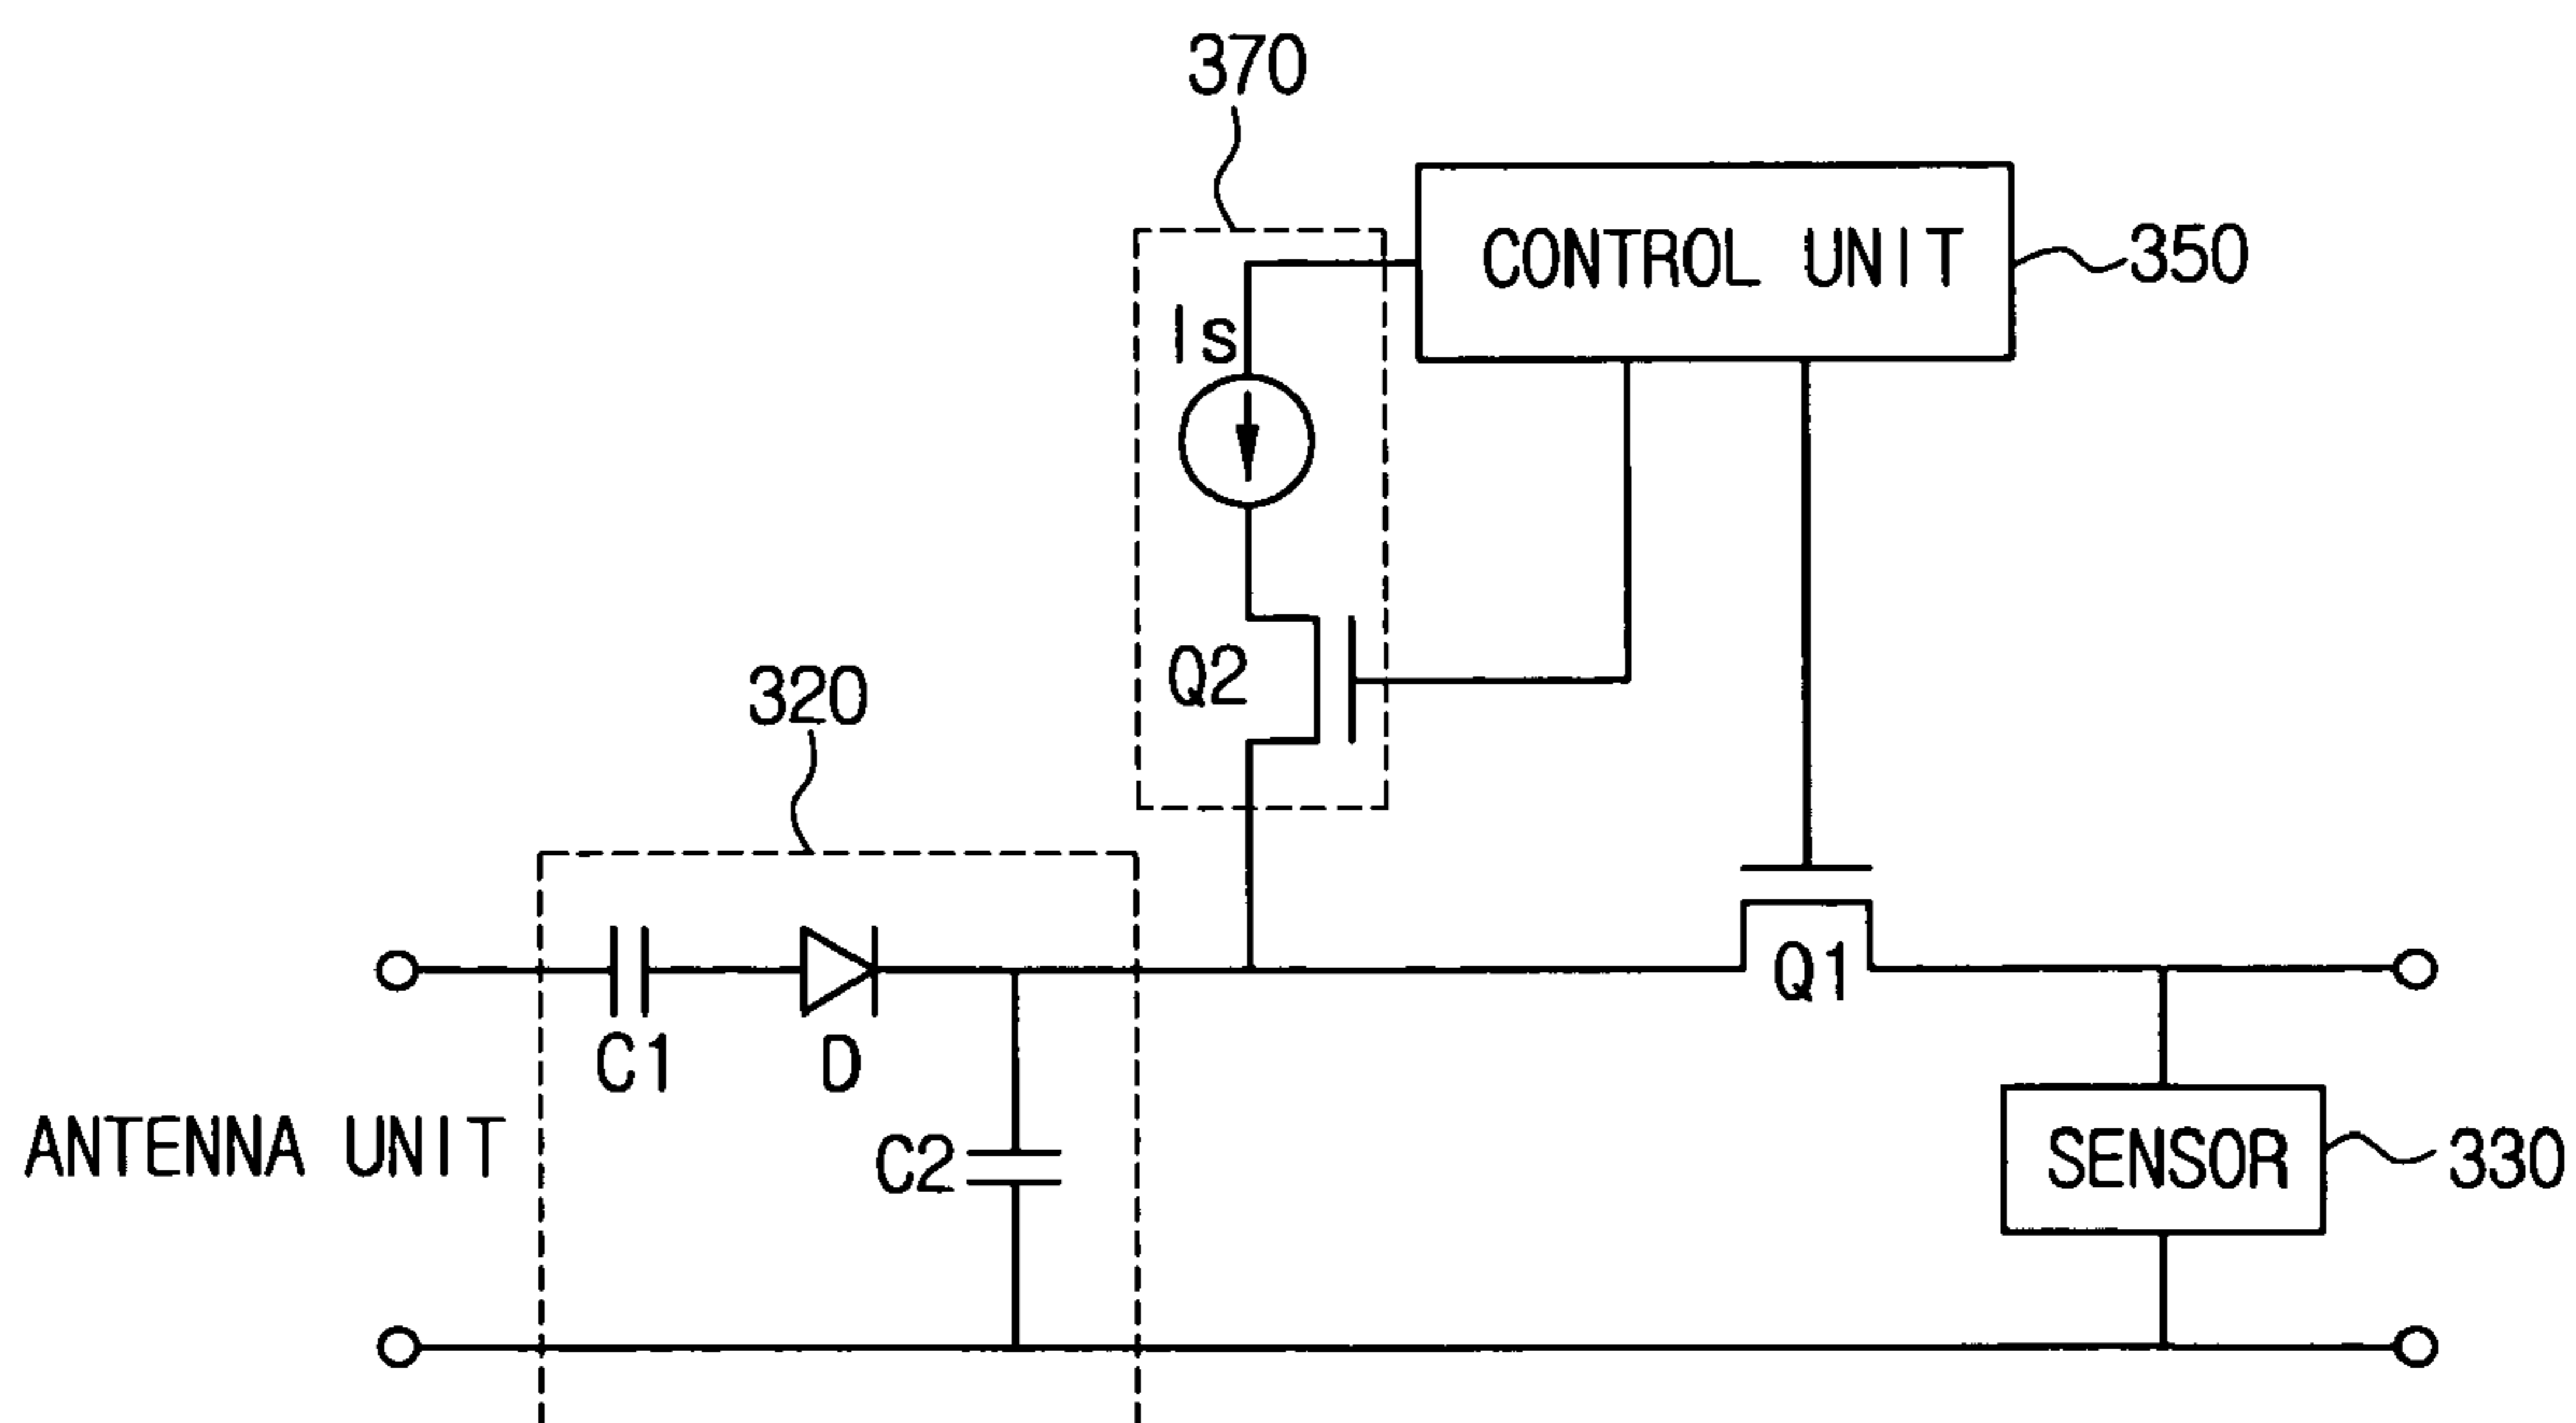 370
CONTROL UNIT
350
Is
Q2
320
Q1
C1
D
C2
ANTENNA UNIT
SENSOR
330